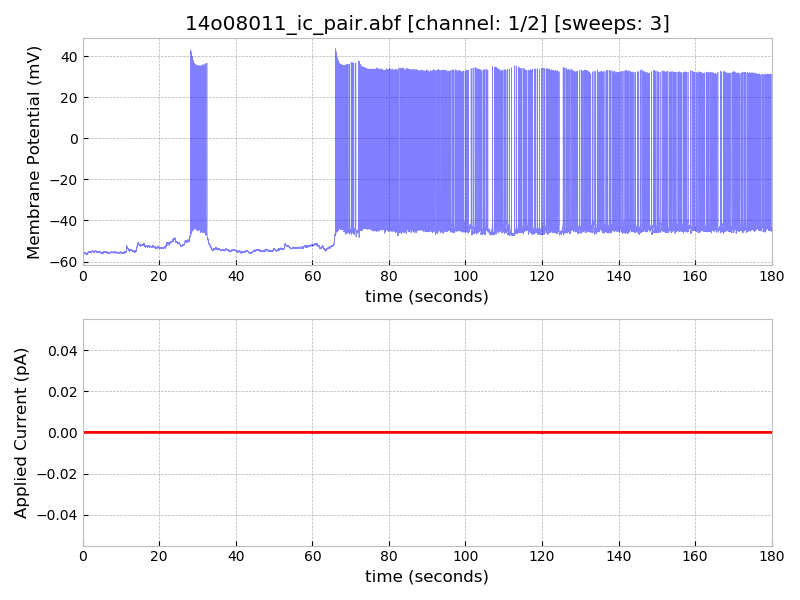 14o08011_ic_pair.abf [channel: 1/2] [sweeps: 3]
Membrane Potential (mV)
40
20
0
−20
−40
−60
0 20 40 60 80 100 120 140 160 180
time (seconds)
Applied Current (pA)
0.04
0.02
0.00
−0.02
−0.04
0 20 40 60 80 100 120 140 160 180
time (seconds)